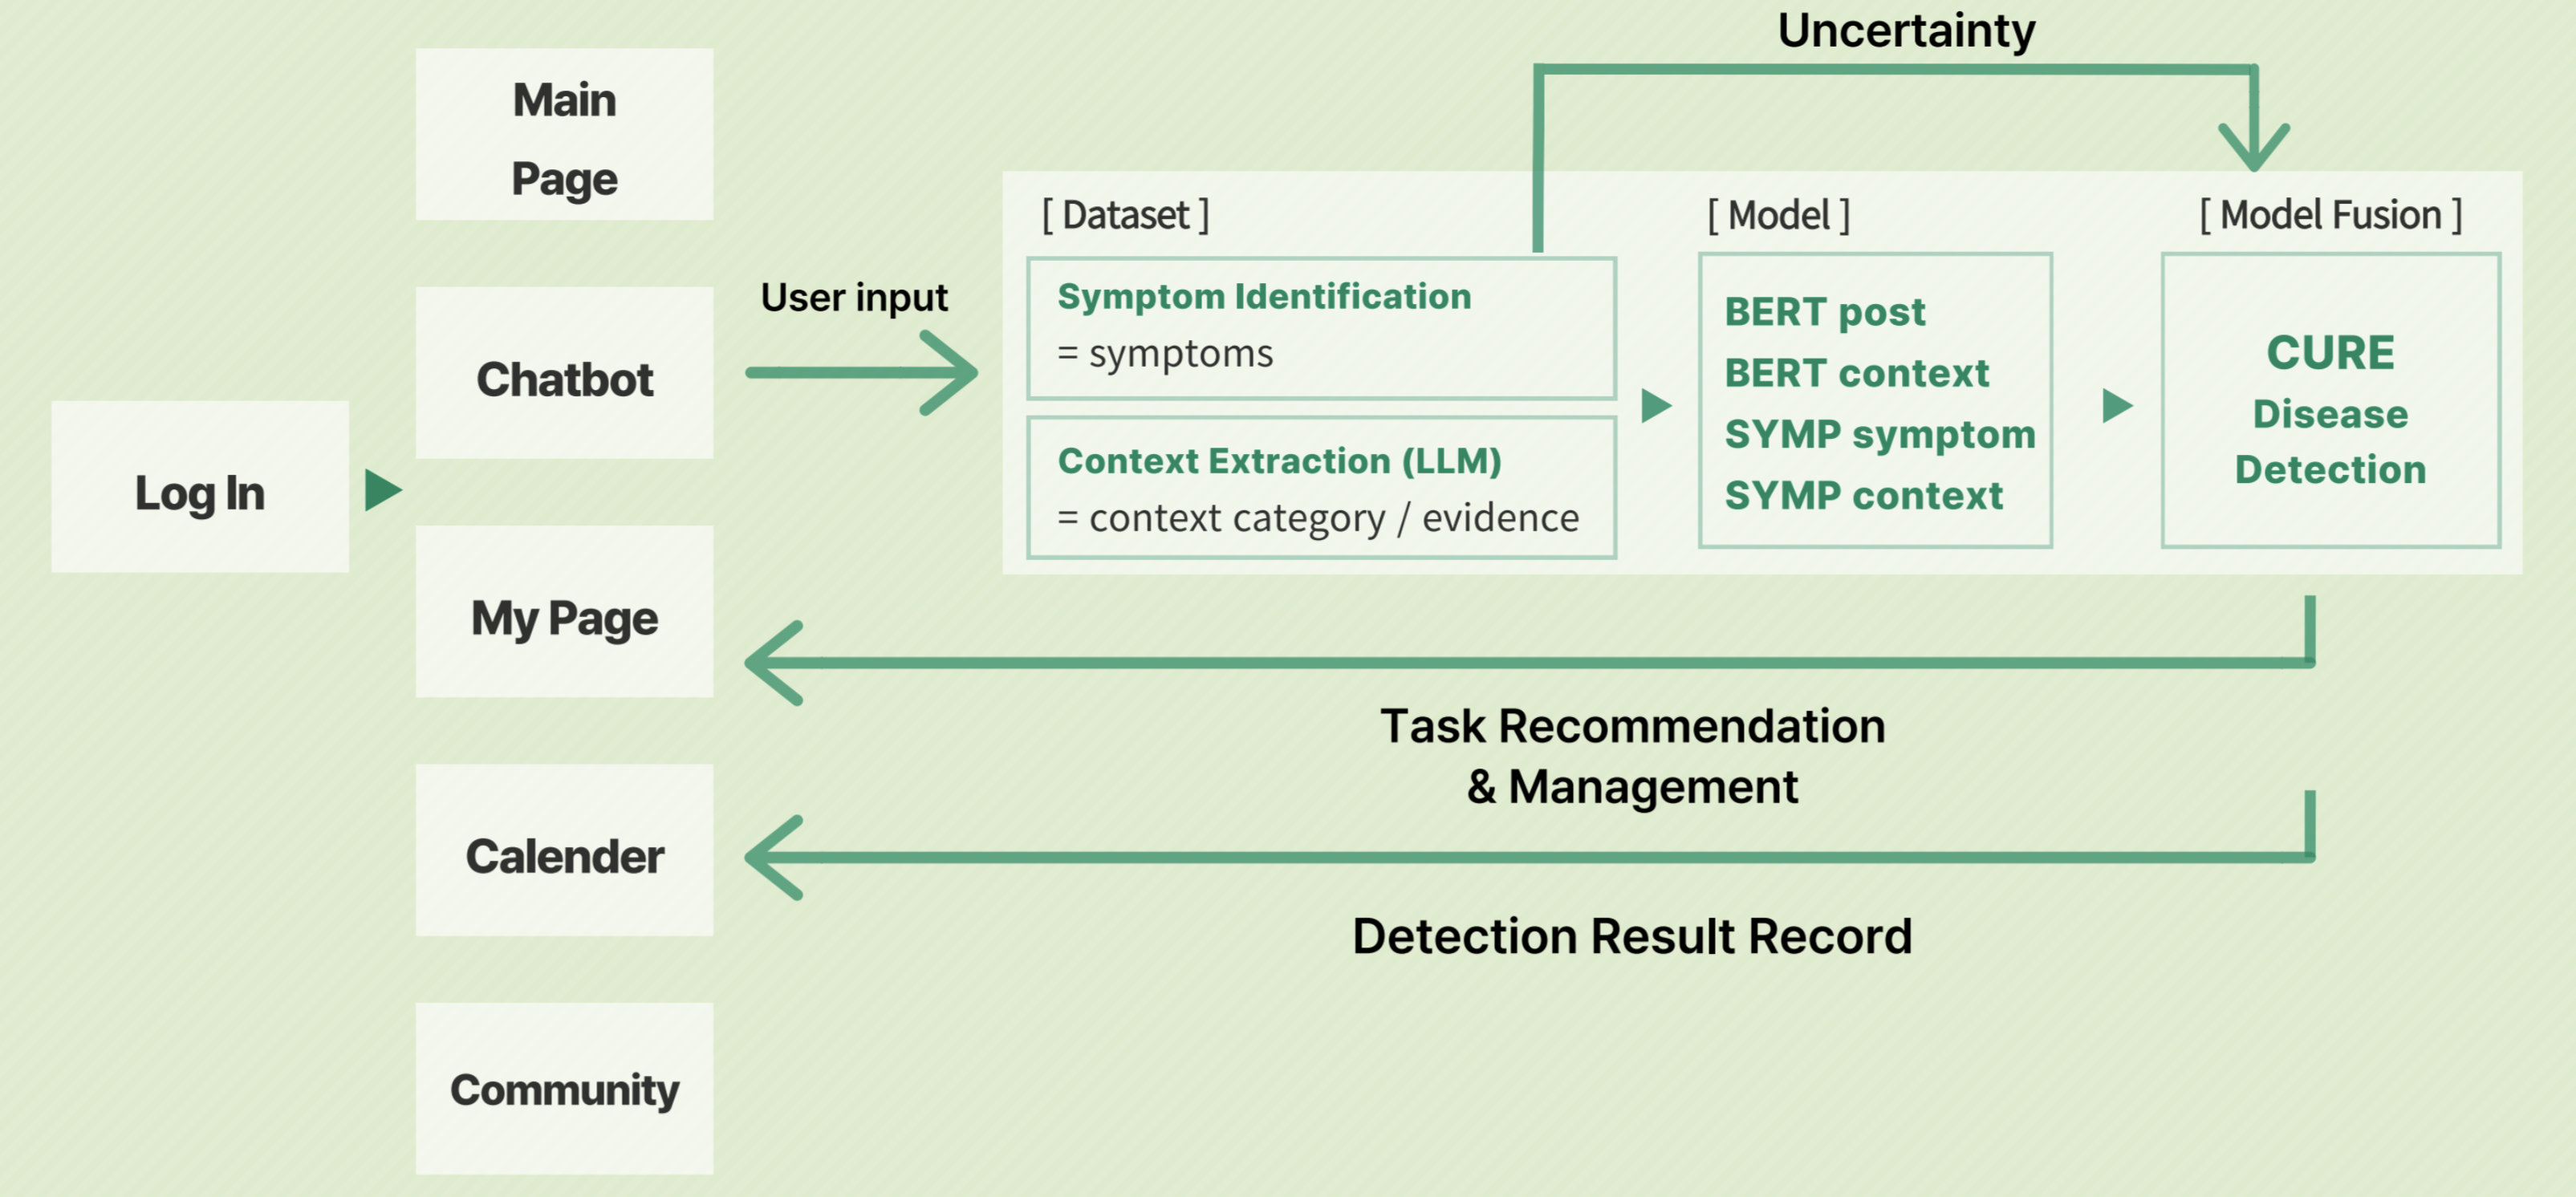 Log In
Main
Page
Chatbot
My Page
Calender
Community
User input
Uncertainty
[ Dataset ]
Symptom Identification
= symptoms
Context Extraction (LLM)
= context category / evidence
[ Model ]
BERT post
BERT context
SYMP symptom
SYMP context
[ Model Fusion ]
CURE
Disease
Detection
Task Recommendation
& Management
Detection Result Record